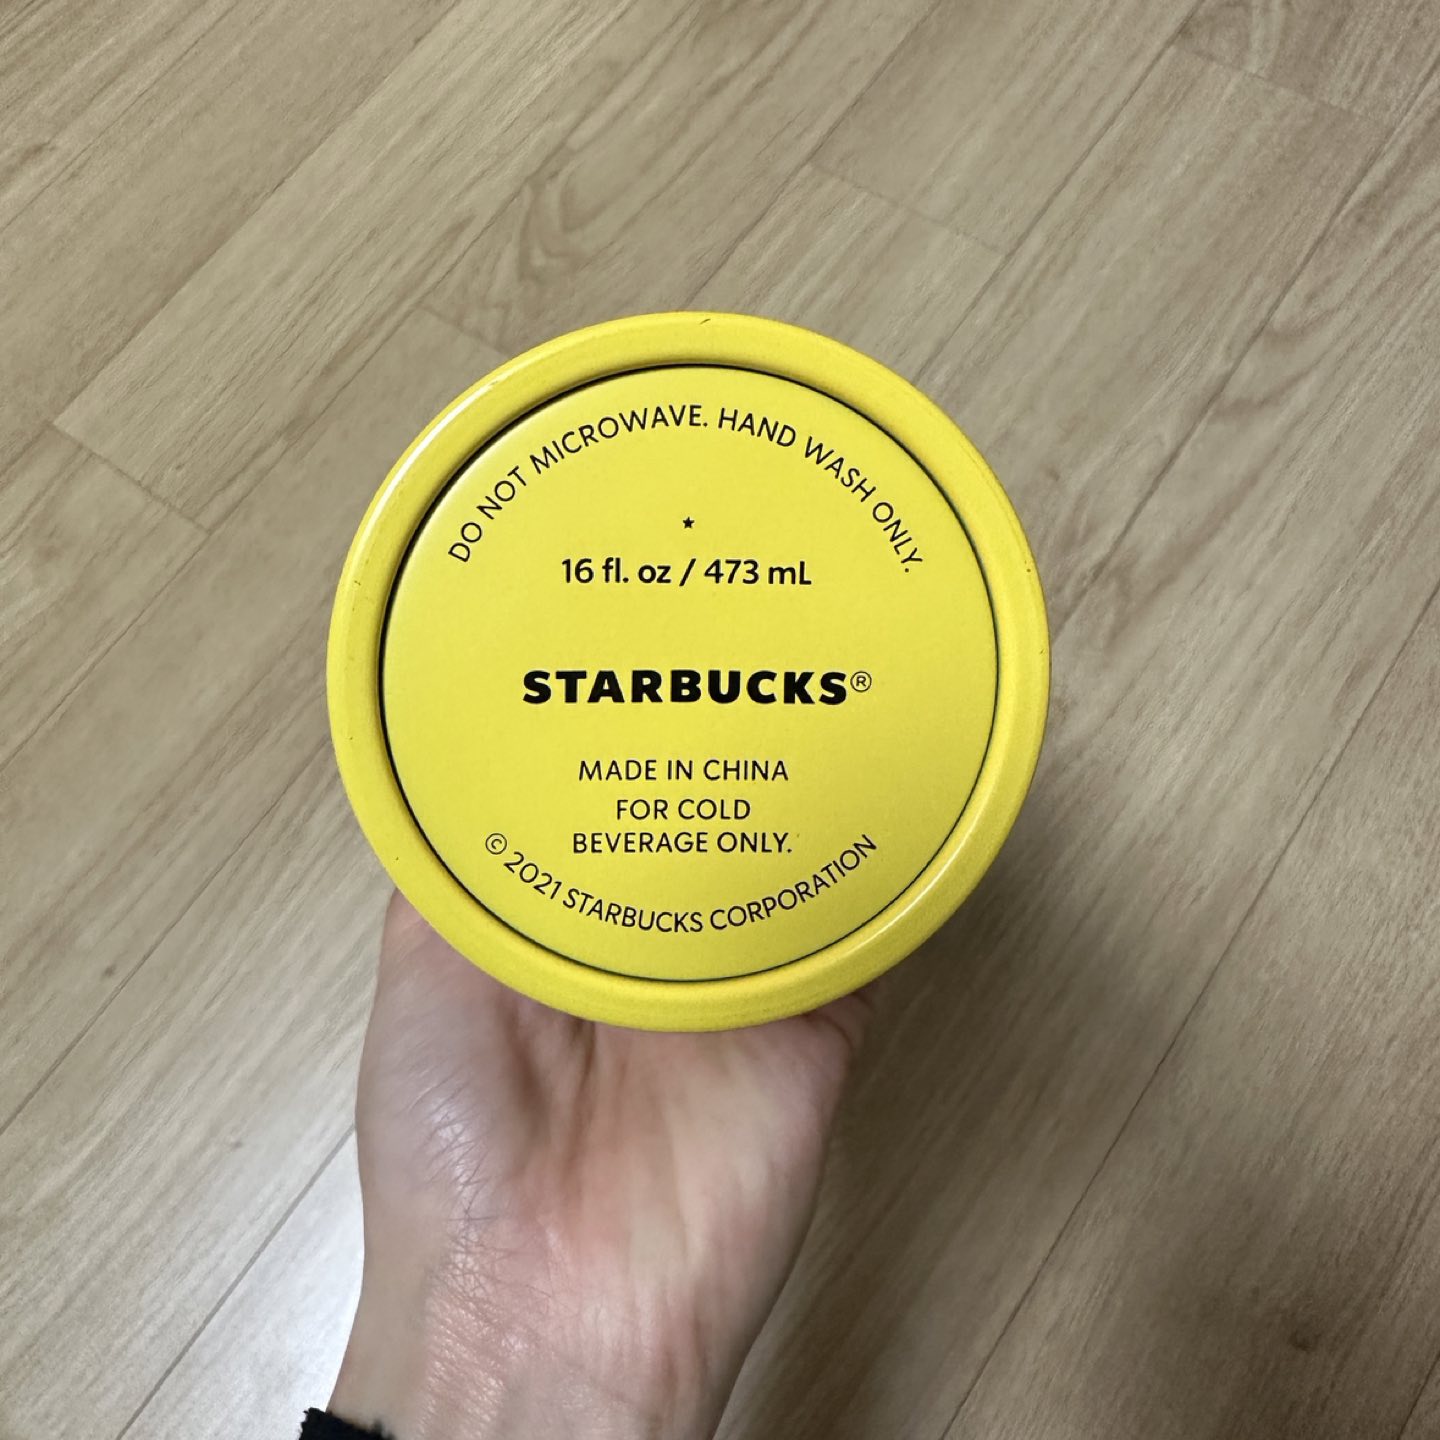 DO NOT MICROWAVE. HAND WASH ONLY.
16 fl. oz / 473 mL
STARBUCKS®
MADE IN CHINA
FOR COLD
BEVERAGE ONLY.
© 2021 STARBUCKS CORPORATION